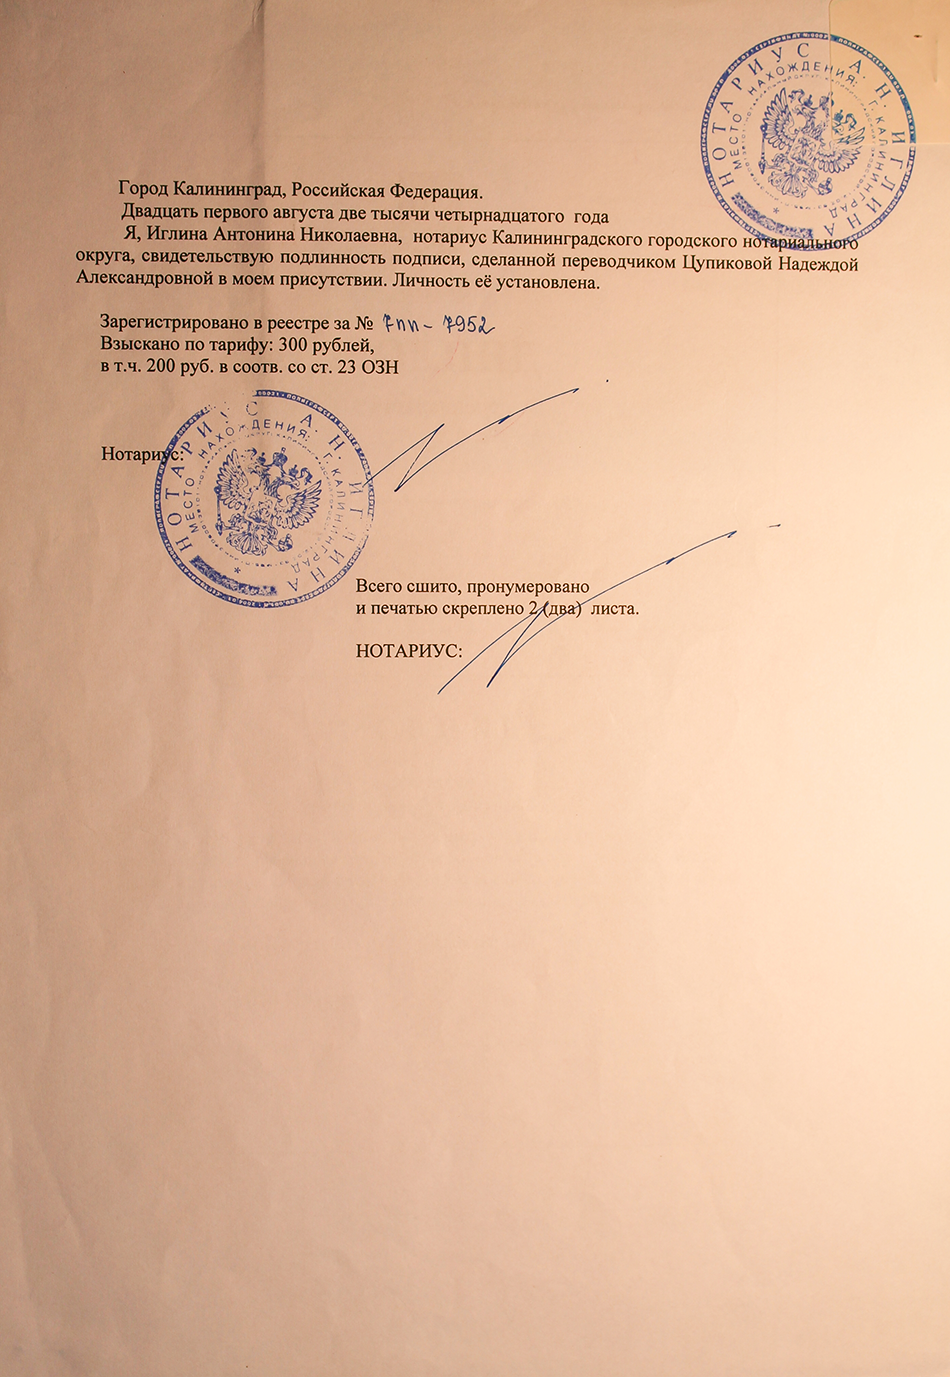 НОТАРИУС А. Н. ИГЛИНА
МЕСТО НАХОЖДЕНИЯ: Г. КАЛИНИНГРАД
Город Калининград, Российская Федерация.
Двадцать первого августа две тысячи четырнадцатого года
Я, Иглина Антонина Николаевна, нотариус Калининградского городского нотариального
округа, свидетельствую подлинность подписи, сделанной переводчиком Цупиковой Надеждой
Александровной в моем присутствии. Личность её установлена.
Зарегистрировано в реестре за № 7пп - 7952
Взыскано по тарифу: 300 рублей,
в т.ч. 200 руб. в соотв. со ст. 23 ОЗН
Нотариус:
НОТАРИУС А. Н. ИГЛИНА
МЕСТО НАХОЖДЕНИЯ: Г. КАЛИНИНГРАД
Всего сшито, пронумеровано
и печатью скреплено 2 (два) листа.
НОТАРИУС: